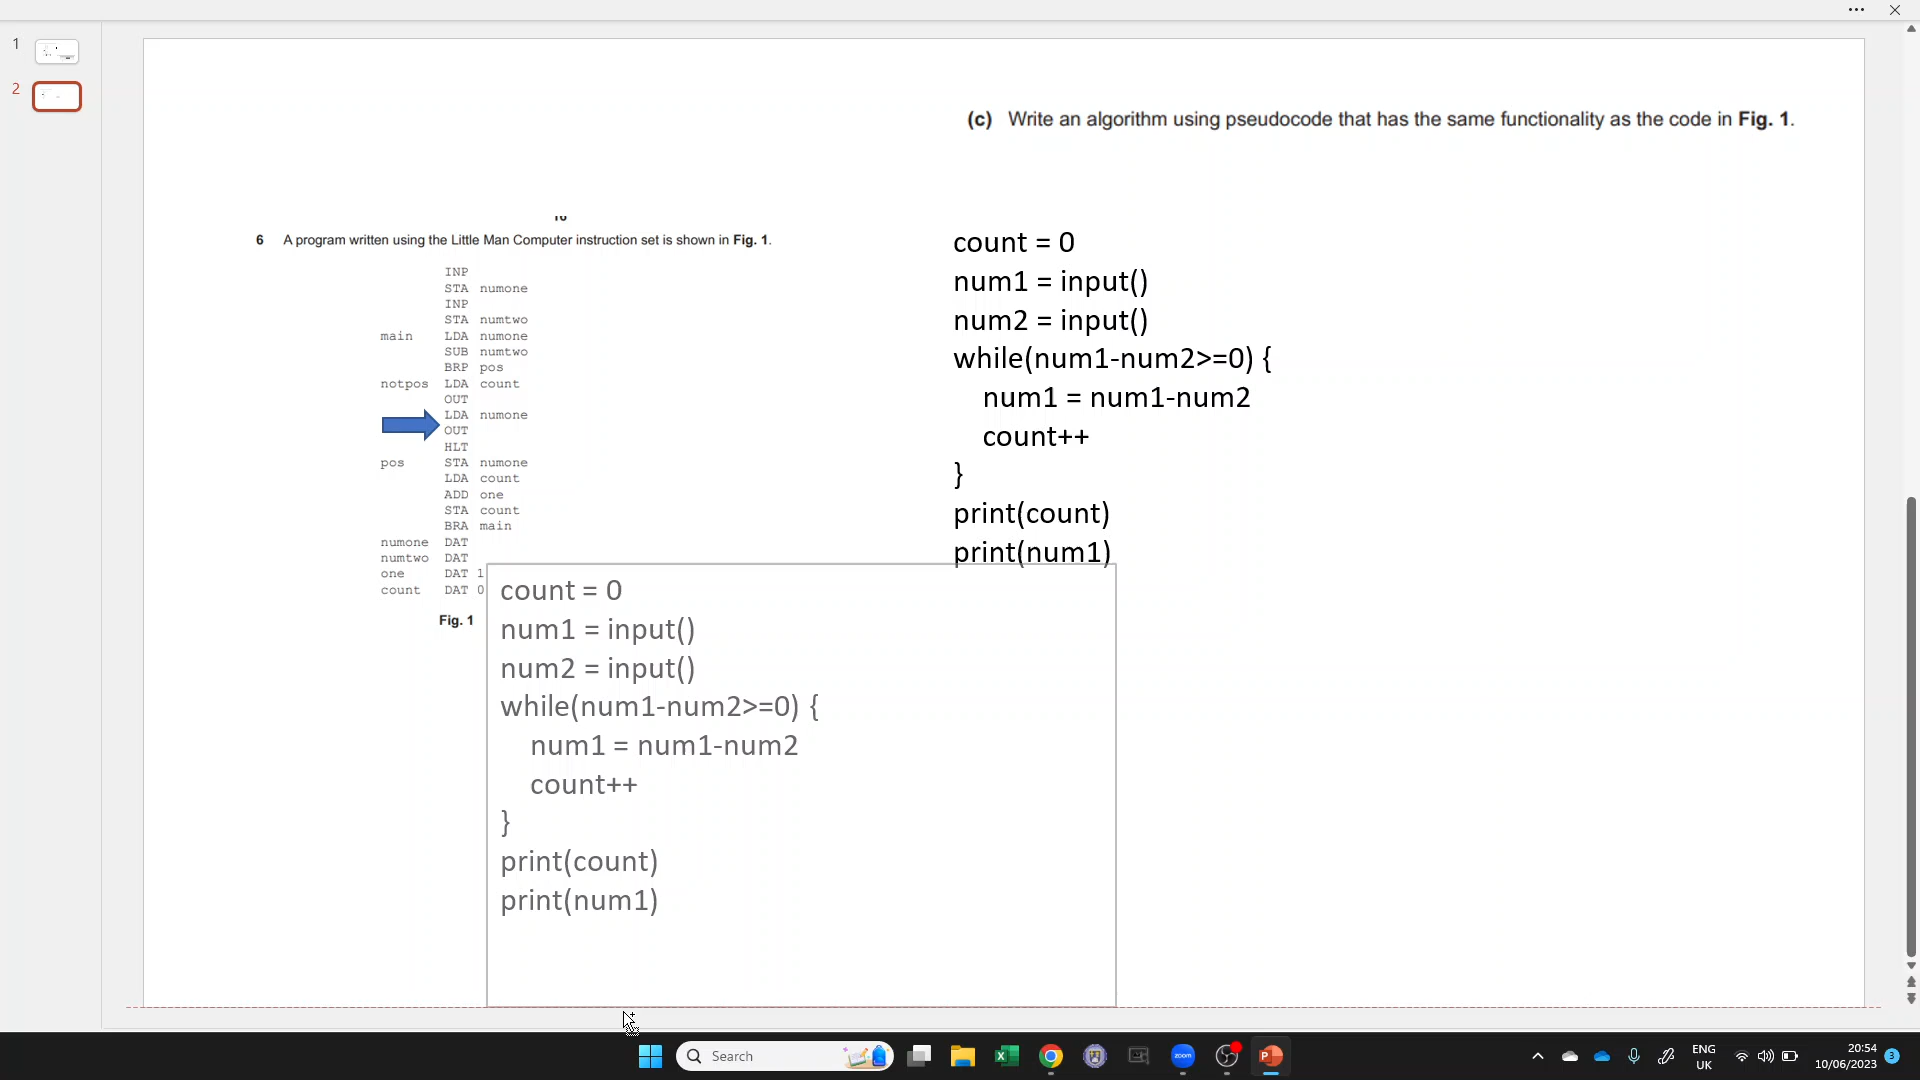 1
2
(c) Write an algorithm using pseudocode that has the same functionality as the code in Fig. 1.
6 A program written using the Little Man Computer instruction set is shown in Fig. 1.
INP
STA numone
INP
STA numtwo
main LDA numone
SUB numtwo
BRP pos
notpos LDA count
OUT
LDA numone
OUT
HLT
pos STA numone
LDA count
ADD one
STA count
BRA main
numone DAT
numtwo DAT
one DAT 1
count DAT 0
Fig. 1
count = 0
num1 = input()
num2 = input()
while(num1-num2>=0) {
num1 = num1-num2
count++
}
print(count)
print(num1)
count = 0
num1 = input()
num2 = input()
while(num1-num2>=0) {
num1 = num1-num2
count++
}
print(count)
print(num1)
Search
zoom
P
ENG
UK
20:54
10/06/2023
3